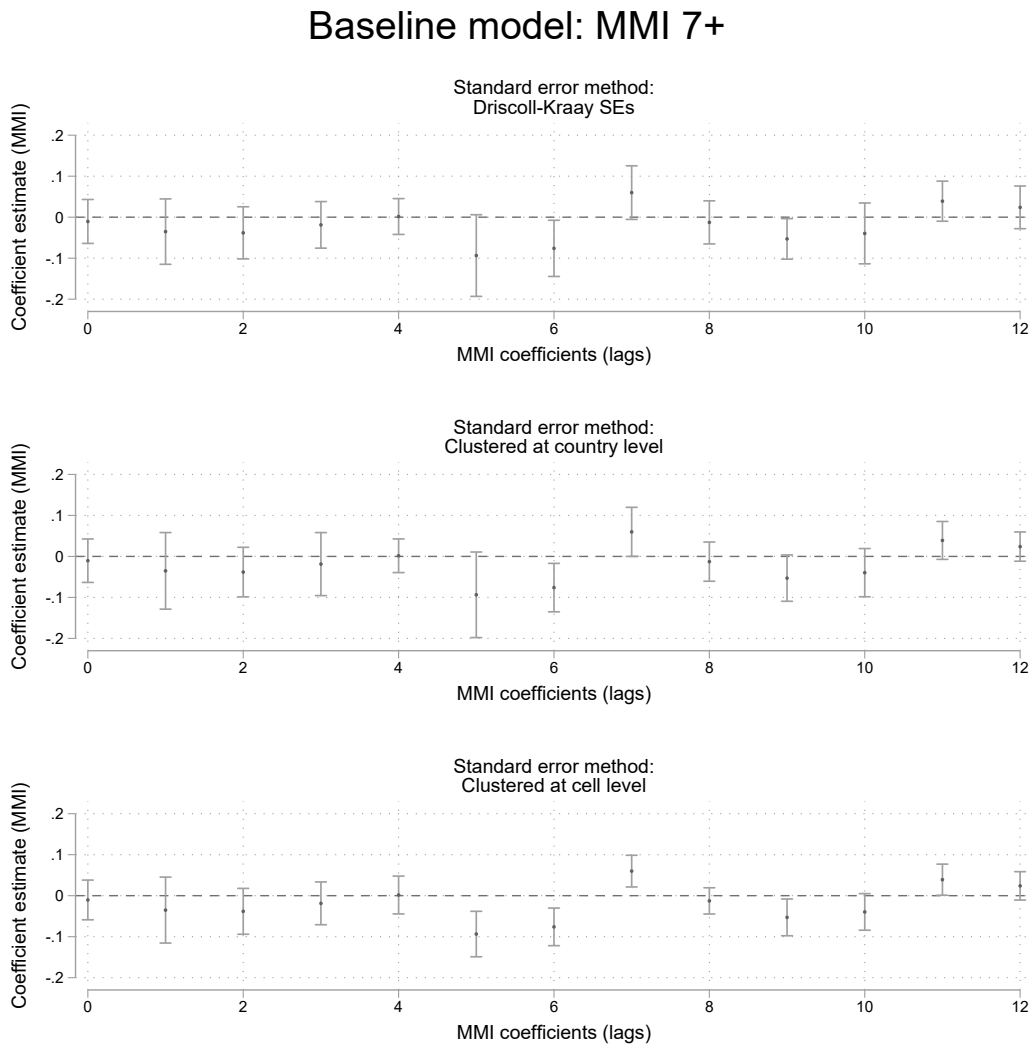 Baseline model: MMI 7+
Standard error method:
Driscoll-Kraay SEs
Coefficient estimate (MMI)
.2
.1
0
-.1
-.2
0 2 4 6 8 10 12
MMI coefficients (lags)
Standard error method:
Clustered at country level
Coefficient estimate (MMI)
.2
.1
0
-.1
-.2
0 2 4 6 8 10 12
MMI coefficients (lags)
Standard error method:
Clustered at cell level
Coefficient estimate (MMI)
.2
.1
0
-.1
-.2
0 2 4 6 8 10 12
MMI coefficients (lags)